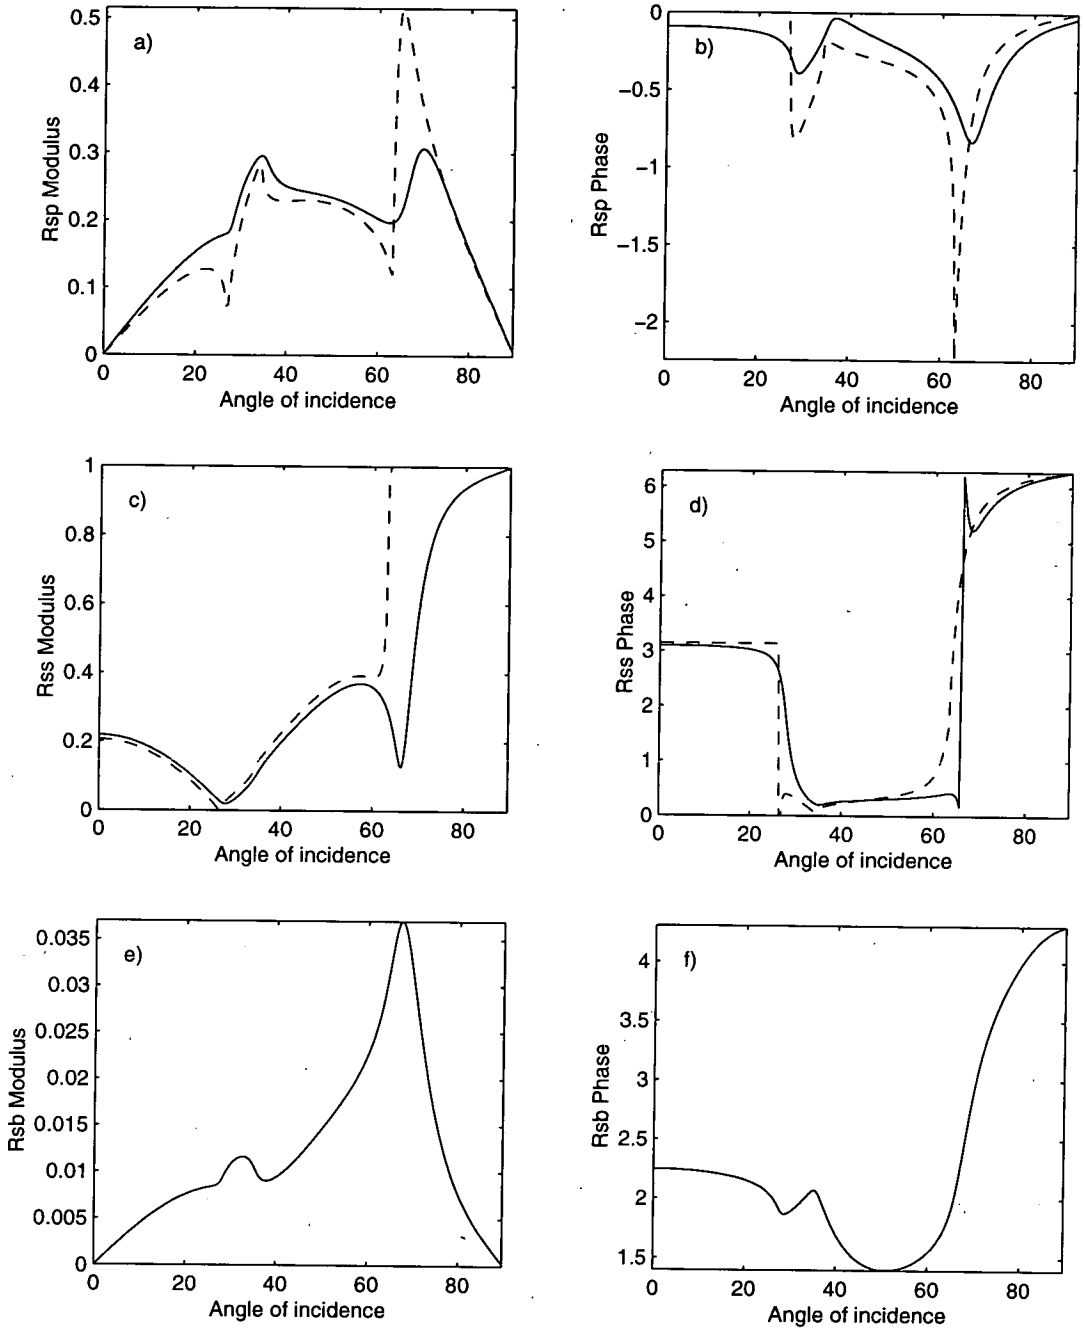 a)
0.5
0.4
0.3
0.2
0.1
0
0 20 40 60 80
Angle of incidence
Rsp Modulus
b)
0
−0.5
−1
−1.5
−2
0 20 40 60 80
Angle of incidence
Rsp Phase
c)
1
0.8
0.6
0.4
0.2
0
0 20 40 60 80
Angle of incidence
Rss Modulus
d)
6
5
4
3
2
1
0
0 20 40 60 80
Angle of incidence
Rss Phase
e)
0.035
0.03
0.025
0.02
0.015
0.01
0.005
0
0 20 40 60 80
Angle of incidence
Rsb Modulus
f)
4
3.5
3
2.5
2
1.5
0 20 40 60 80
Angle of incidence
Rsb Phase